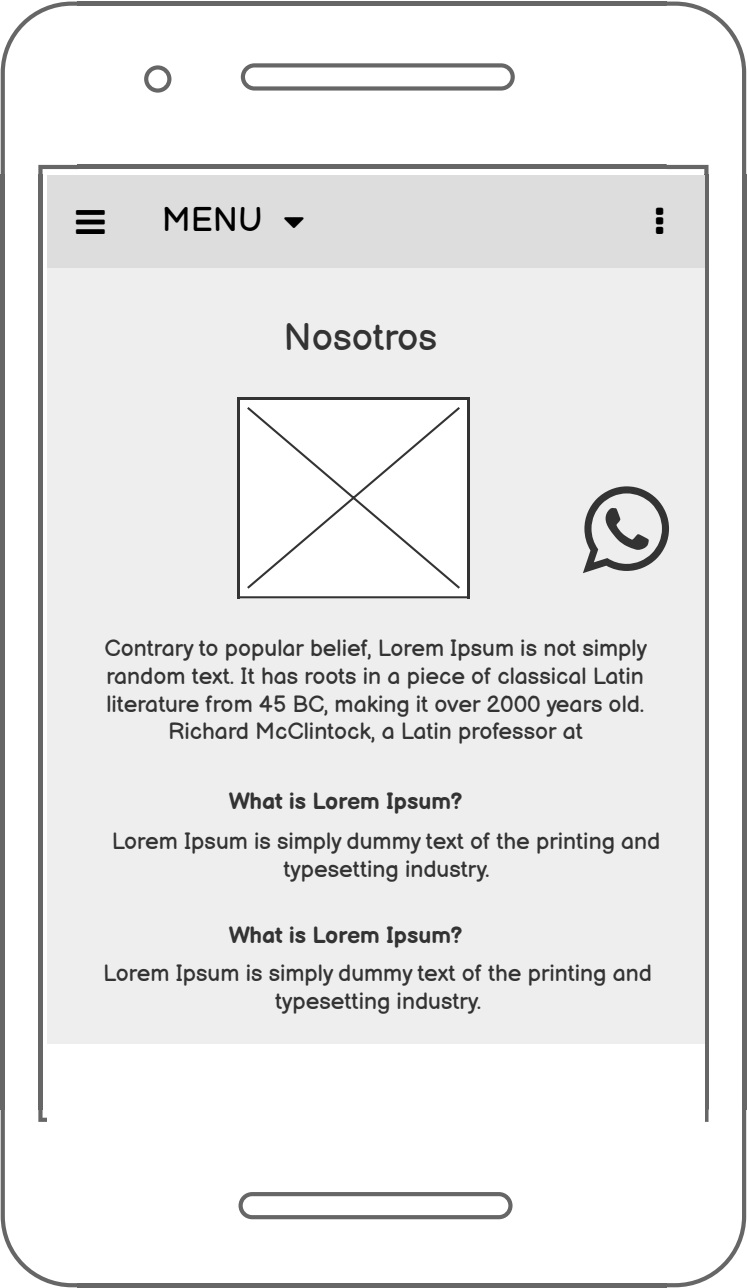 MENU
Nosotros
Contrary to popular belief, Lorem Ipsum is not simply
random text. It has roots in a piece of classical Latin
literature from 45 BC, making it over 2000 years old.
Richard McClintock, a Latin professor at
What is Lorem Ipsum?
Lorem Ipsum is simply dummy text of the printing and
typesetting industry.
What is Lorem Ipsum?
Lorem Ipsum is simply dummy text of the printing and
typesetting industry.